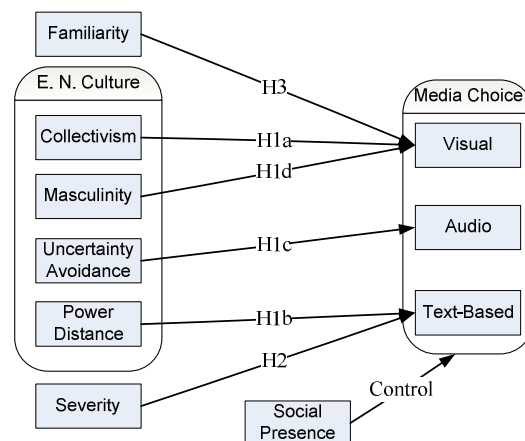 Familiarity
E. N. Culture
H3
Media Choice
Collectivism
H1a
Visual
H1d
Masculinity
Uncertainty
Avoidance
H1c
Audio
Power
Distance
H1b
Text-Based
H2
Severity
Control
Social
Presence